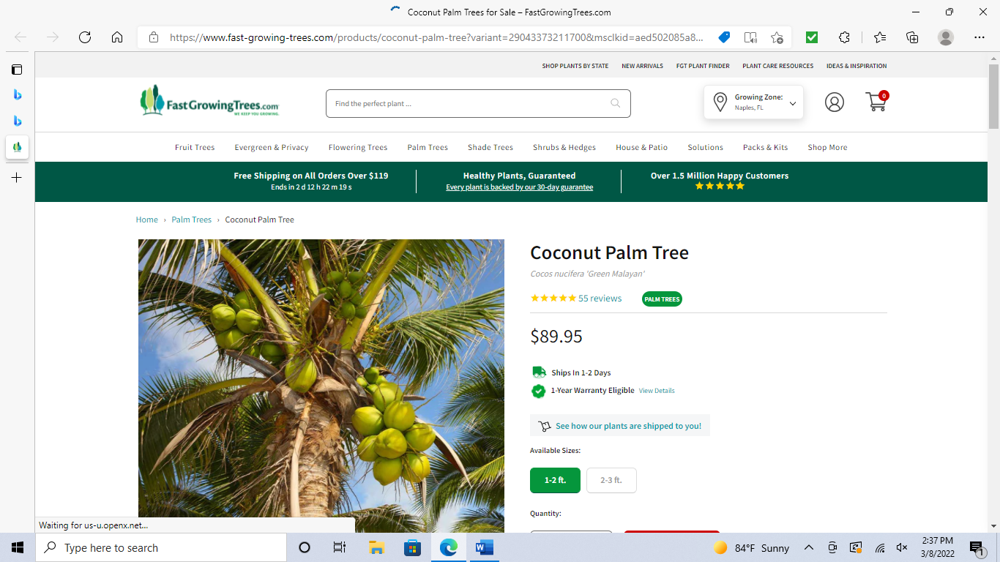 Coconut Palm Trees for Sale – FastGrowingTrees.com
https://www.fast-growing-trees.com/products/coconut-palm-tree?variant=29043373211700&msclkid=aed502085a8...
SHOP PLANTS BY STATE NEW ARRIVALS FGT PLANT FINDER PLANT CARE RESOURCES IDEAS & INSPIRATION
FastGrowingTrees.com
WE KEEP YOU GROWING.
Find the perfect plant ...
Growing Zone:
Naples, FL
0
Fruit Trees Evergreen & Privacy Flowering Trees Palm Trees Shade Trees Shrubs & Hedges House & Patio Solutions Packs & Kits Shop More
Free Shipping on All Orders Over $119
Ends in 2 d 12 h 22 m 19 s
Healthy Plants, Guaranteed
Every plant is backed by our 30-day guarantee
Over 1.5 Million Happy Customers
Home › Palm Trees › Coconut Palm Tree
Coconut Palm Tree
Cocos nucifera 'Green Malayan'
55 reviews PALM TREES
$89.95
Ships In 1-2 Days
1-Year Warranty Eligible View Details
See how our plants are shipped to you!
Available Sizes:
1-2 ft. 2-3 ft.
Quantity:
Waiting for us-u.openx.net...
Type here to search
84°F Sunny
2:37 PM
3/8/2022
1